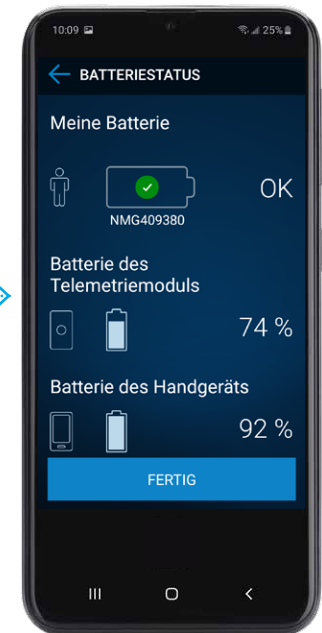 10:09 25%
BATTERIESTATUS
Meine Batterie
OK
NMG409380
Batterie des
Telemetriemoduls
74 %
Batterie des Handgeräts
92 %
FERTIG